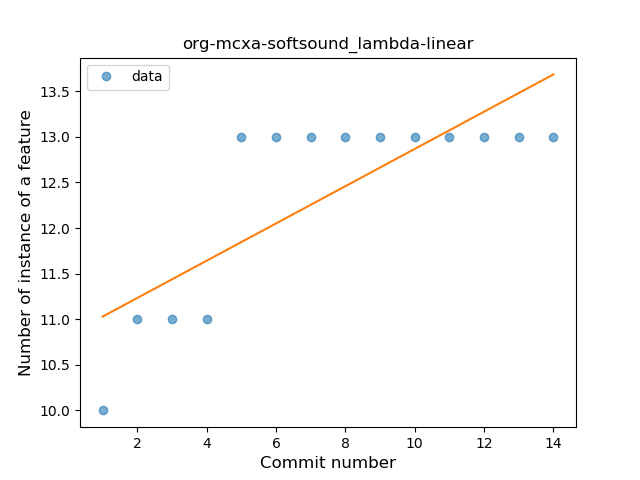 org-mcxa-softsound_lambda-linear
data
Number of instance of a feature
13.5
13.0
12.5
12.0
11.5
11.0
10.5
10.0
2 4 6 8 10 12 14
Commit number